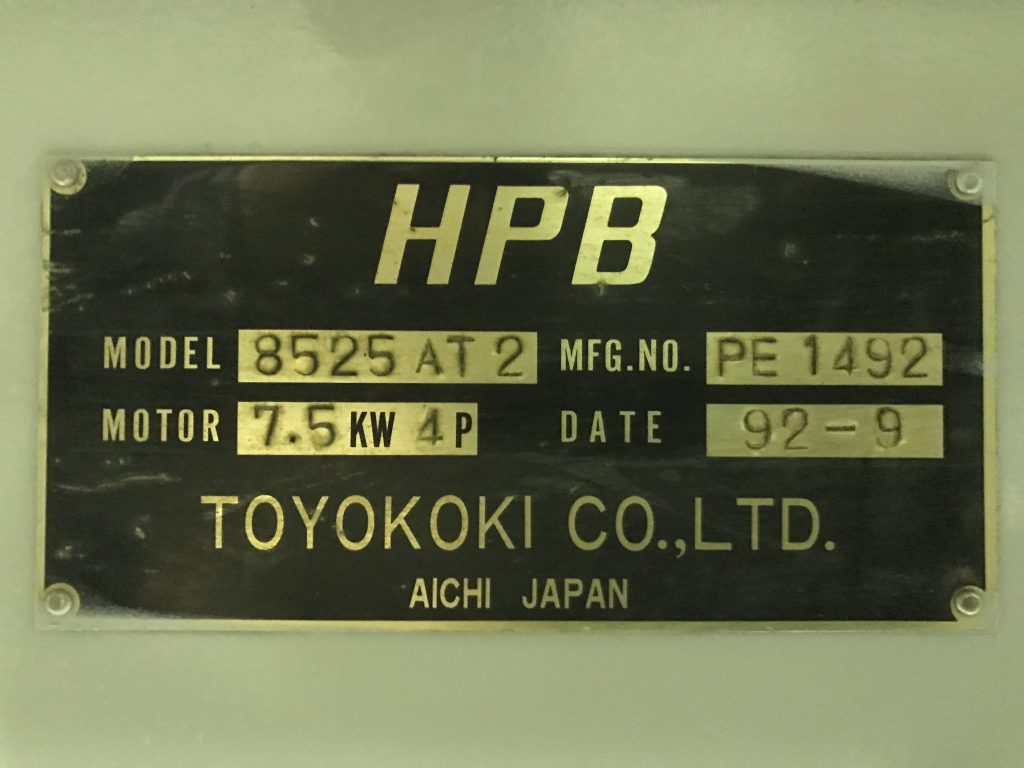 HPB
MODEL 8525 AT 2 MFG.NO. PE 1492
MOTOR 7.5 KW 4 P DATE 92-9
TOYOKOKI CO.,LTD.
AICHI JAPAN